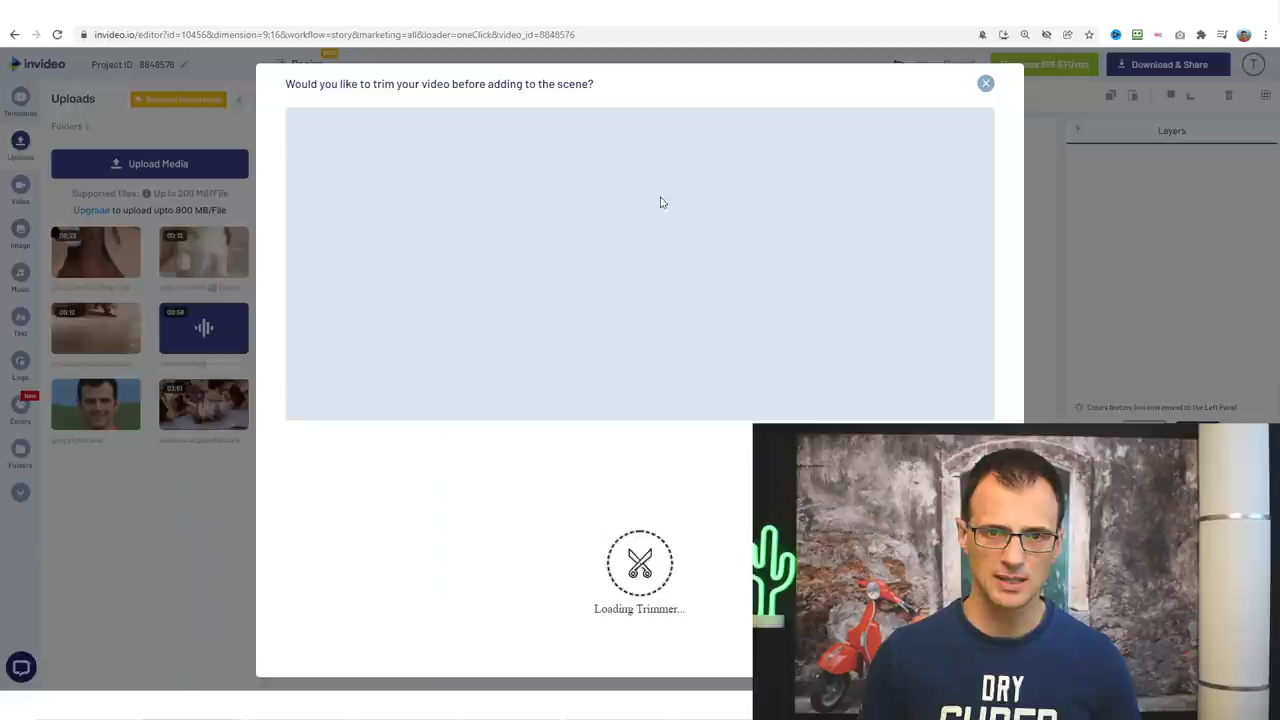 invideo.io/editor?id=10456&dimension=9:16&workflow=story&marketing=all&loader=oneClick&video_id=8848576
invideo
Project ID 8848576
Download & Share
T
Would you like to trim your video before adding to the scene?
Templates
Uploads
Video
Image
Music
Text
Logo
New
Colors
Folders
Uploads
Folders
Upload Media
Supported files: Up to 200 MB/File
Upgrade to upload upto 800 MB/File
00:23
00:13
00:12
00:58
03:51
Loading Trimmer...
Layers
Colors feature has now moved to the Left Panel
DRY